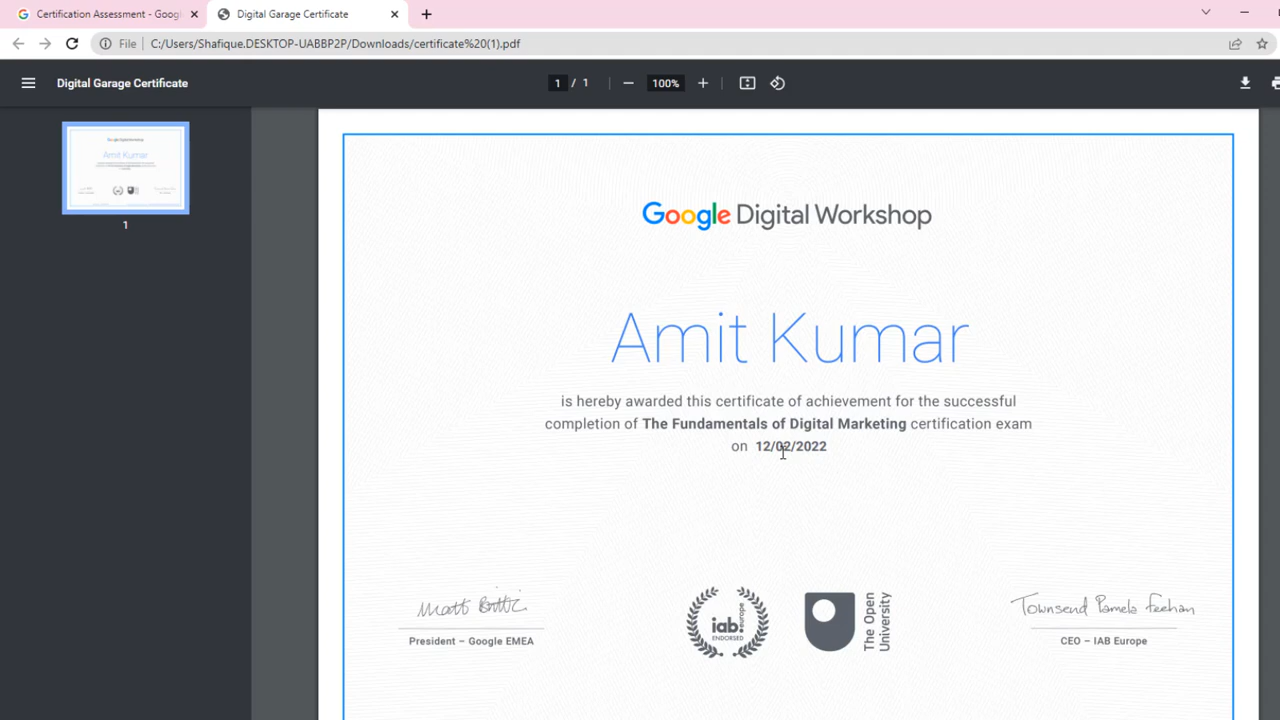 Certification Assessment - Goog
Digital Garage Certificate
File
C:/Users/Shafique.DESKTOP-UABBP2P/Downloads/certificate%20(1).pdf
Digital Garage Certificate
1 / 1
100%
1
Google Digital Workshop
Amit Kumar
is hereby awarded this certificate of achievement for the successful
completion of The Fundamentals of Digital Marketing certification exam
on 12/02/2022
President – Google EMEA
iab. europe
ENDORSED
The Open
University
Townsend Pamela Feehan
CEO – IAB Europe